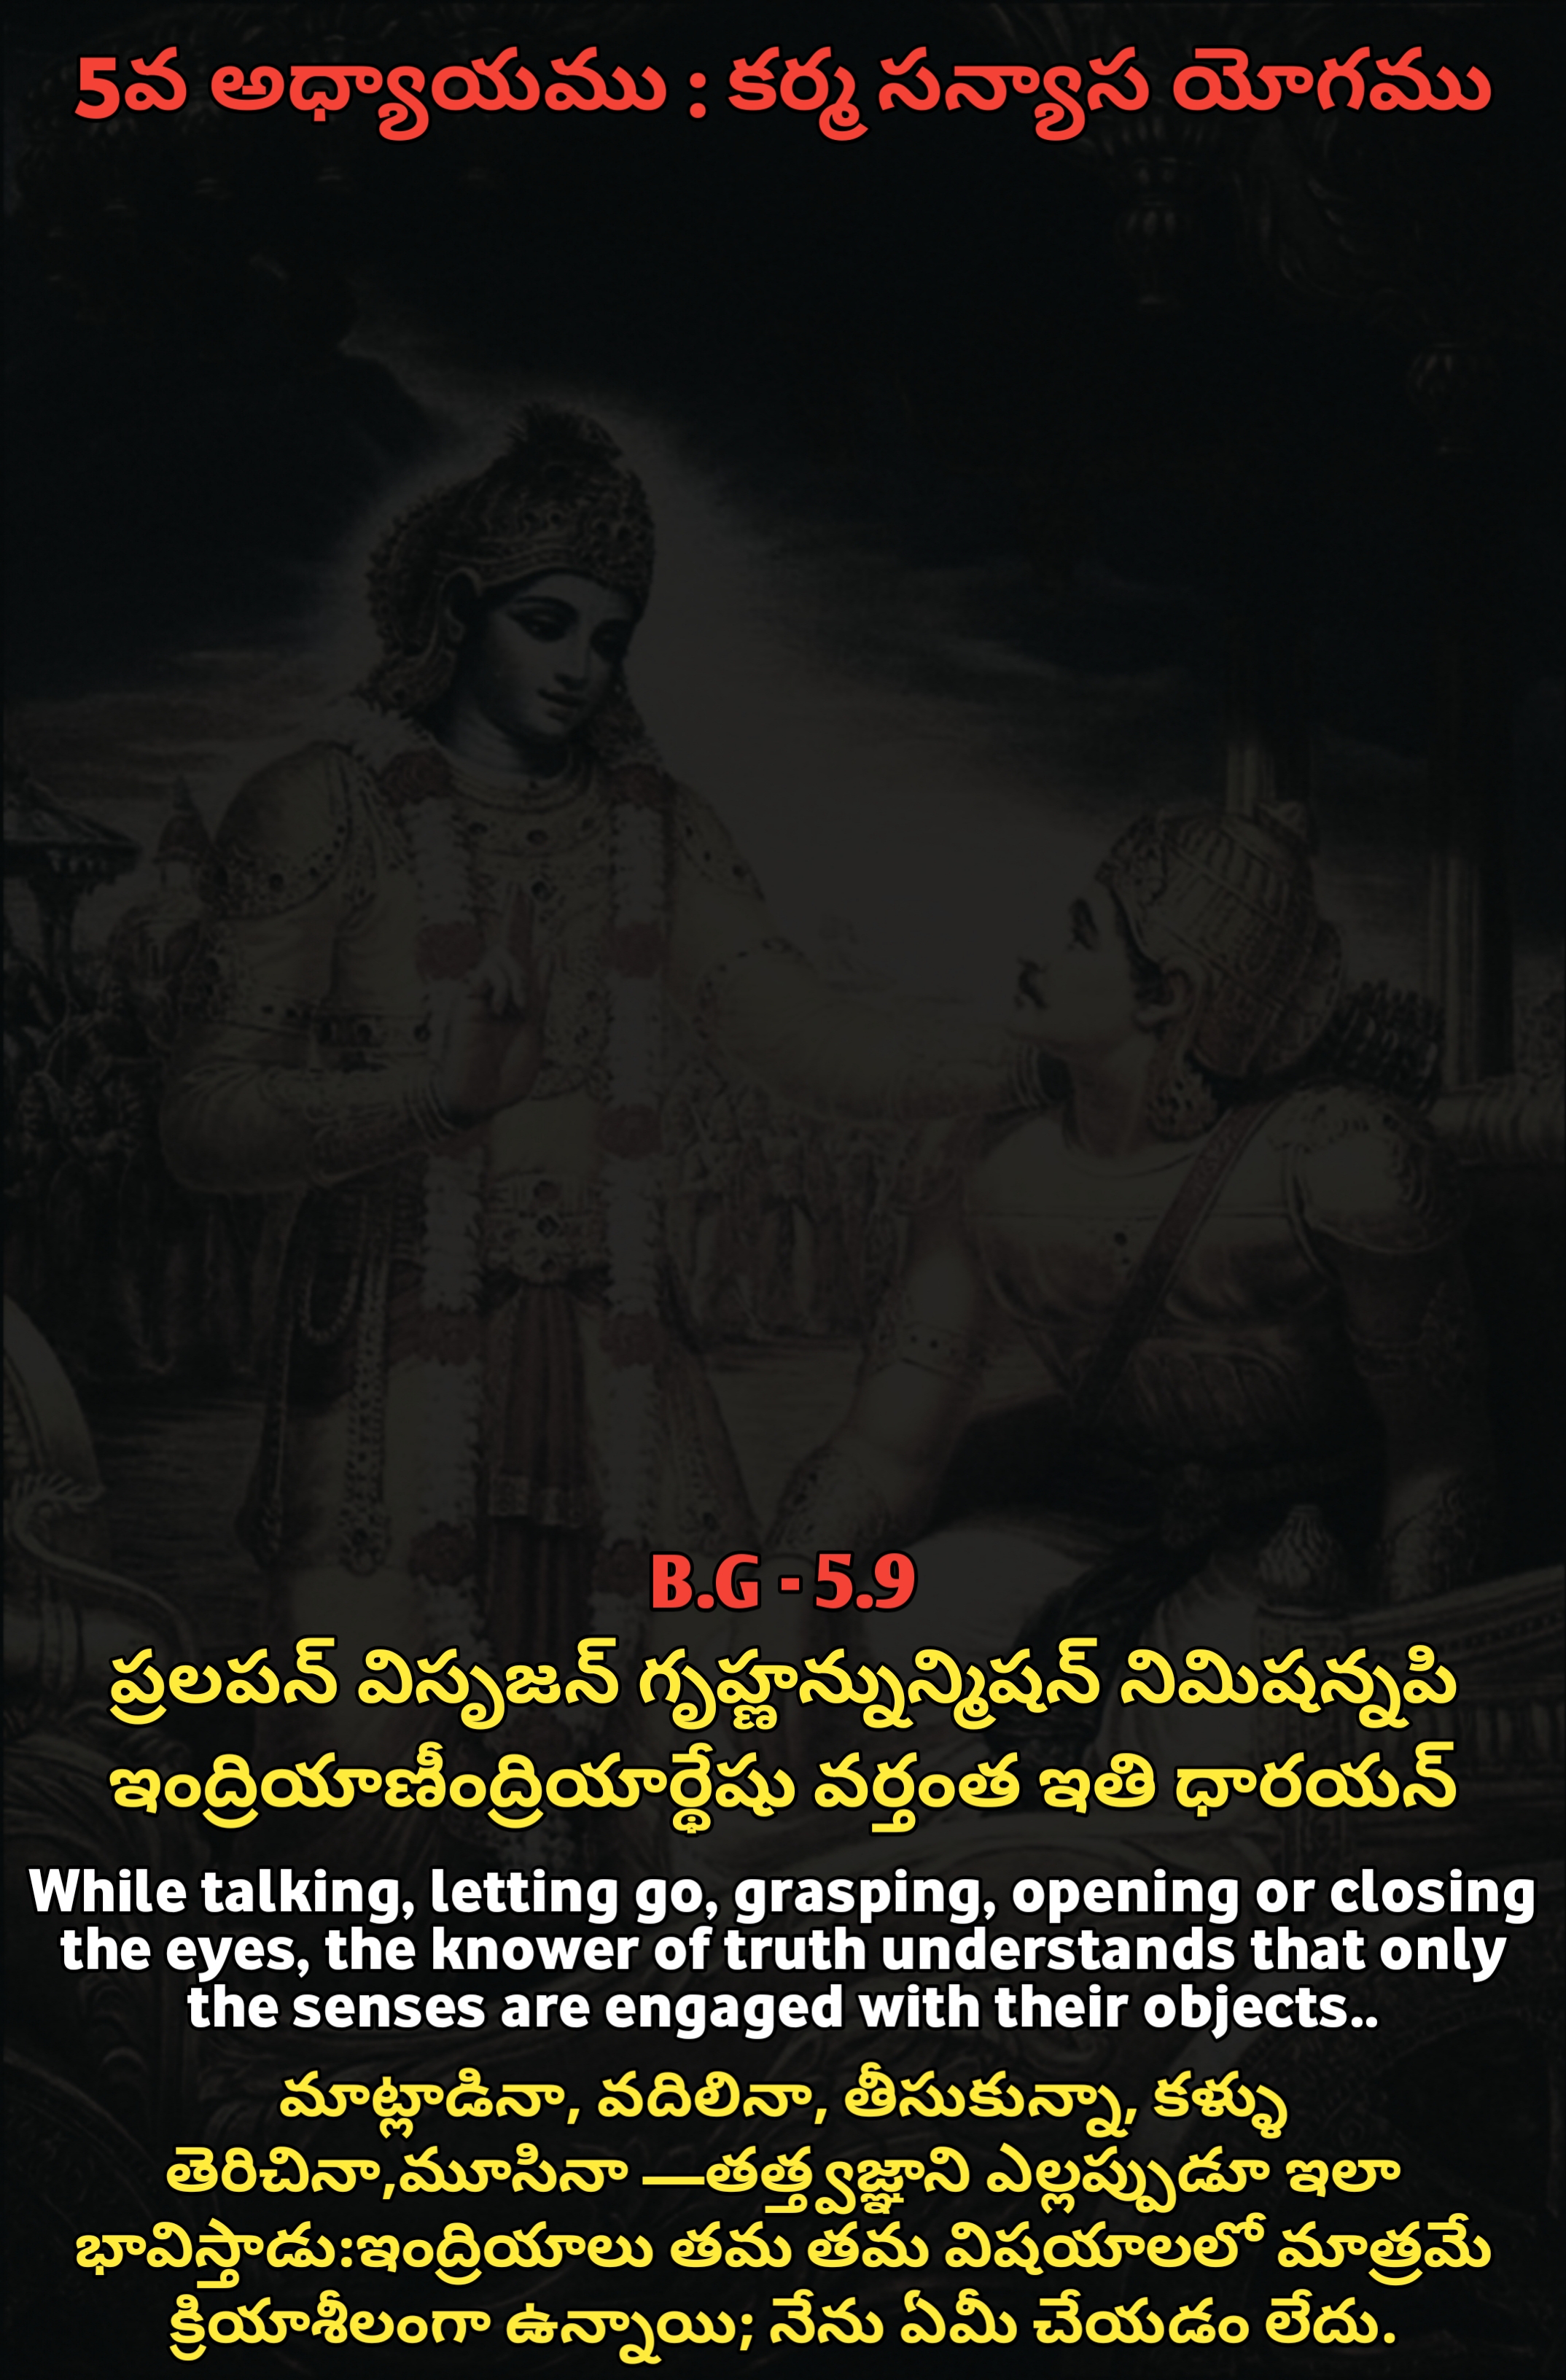 5వ అధ్యాయము : కర్మ సన్యాస యోగము
B.G - 5.9
ప్రలపన్ విసృజన్ గృహ్ణన్నున్మిషన్ నిమిషన్నపి
ఇంద్రియాణీంద్రియార్థేషు వర్తంత ఇతి ధారయన్
While talking, letting go, grasping, opening or closing
the eyes, the knower of truth understands that only
the senses are engaged with their objects..
మాట్లాడినా, వదిలినా, తీసుకున్నా, కళ్ళు
తెరిచినా,మూసినా —తత్త్వజ్ఞాని ఎల్లప్పుడూ ఇలా
భావిస్తాడు:ఇంద్రియాలు తమ తమ విషయాలలో మాత్రమే
క్రియాశీలంగా ఉన్నాయి; నేను ఏమీ చేయడం లేదు.